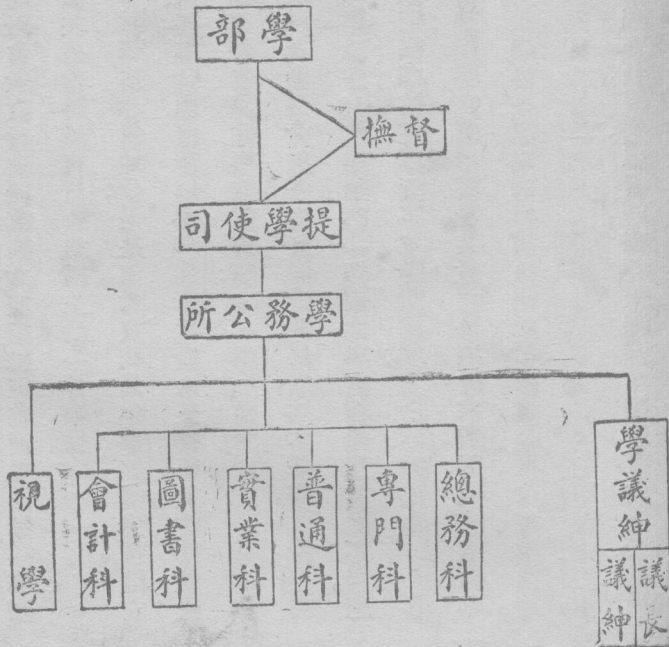 學部
督撫
提學使司
學務公所
學議紳
議長
議紳
總務科
專門科
普通科
實業科
圖書科
會計科
視學